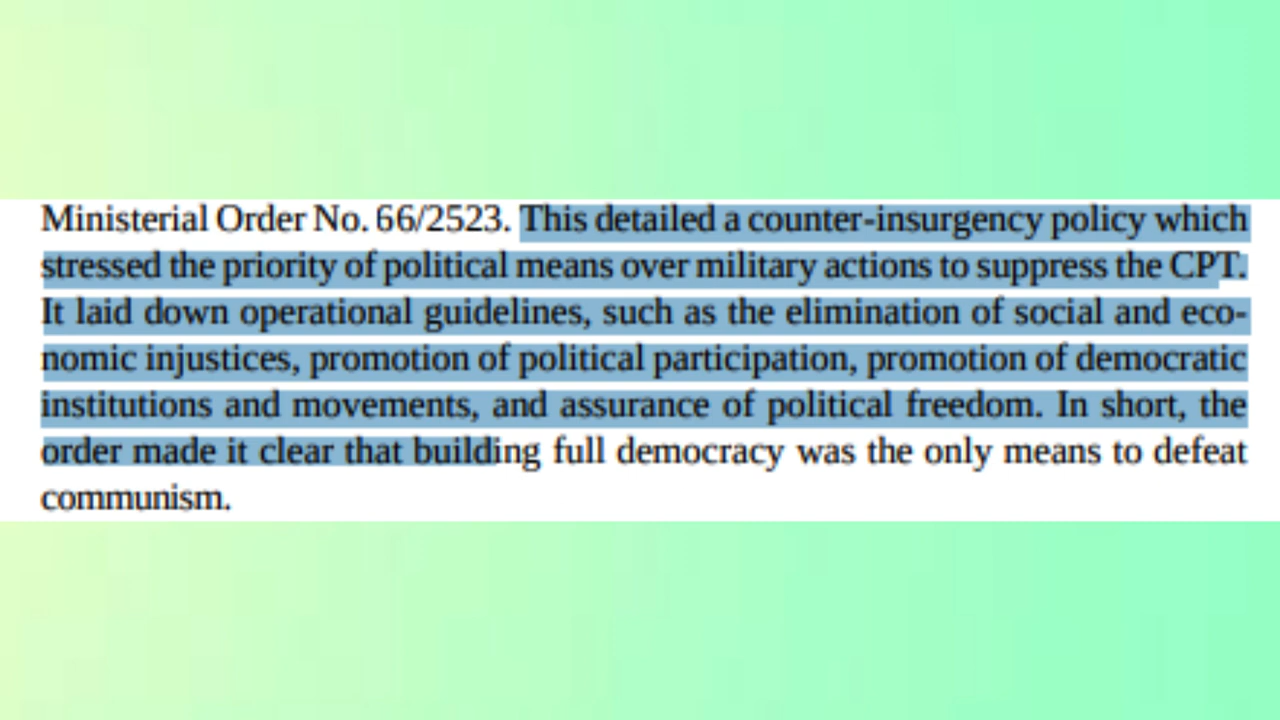 Ministerial Order No. 66/2523. This detailed a counter-insurgency policy which
stressed the priority of political means over military actions to suppress the CPT.
It laid down operational guidelines, such as the elimination of social and eco-
nomic injustices, promotion of political participation, promotion of democratic
institutions and movements, and assurance of political freedom. In short, the
order made it clear that building full democracy was the only means to defeat
communism.